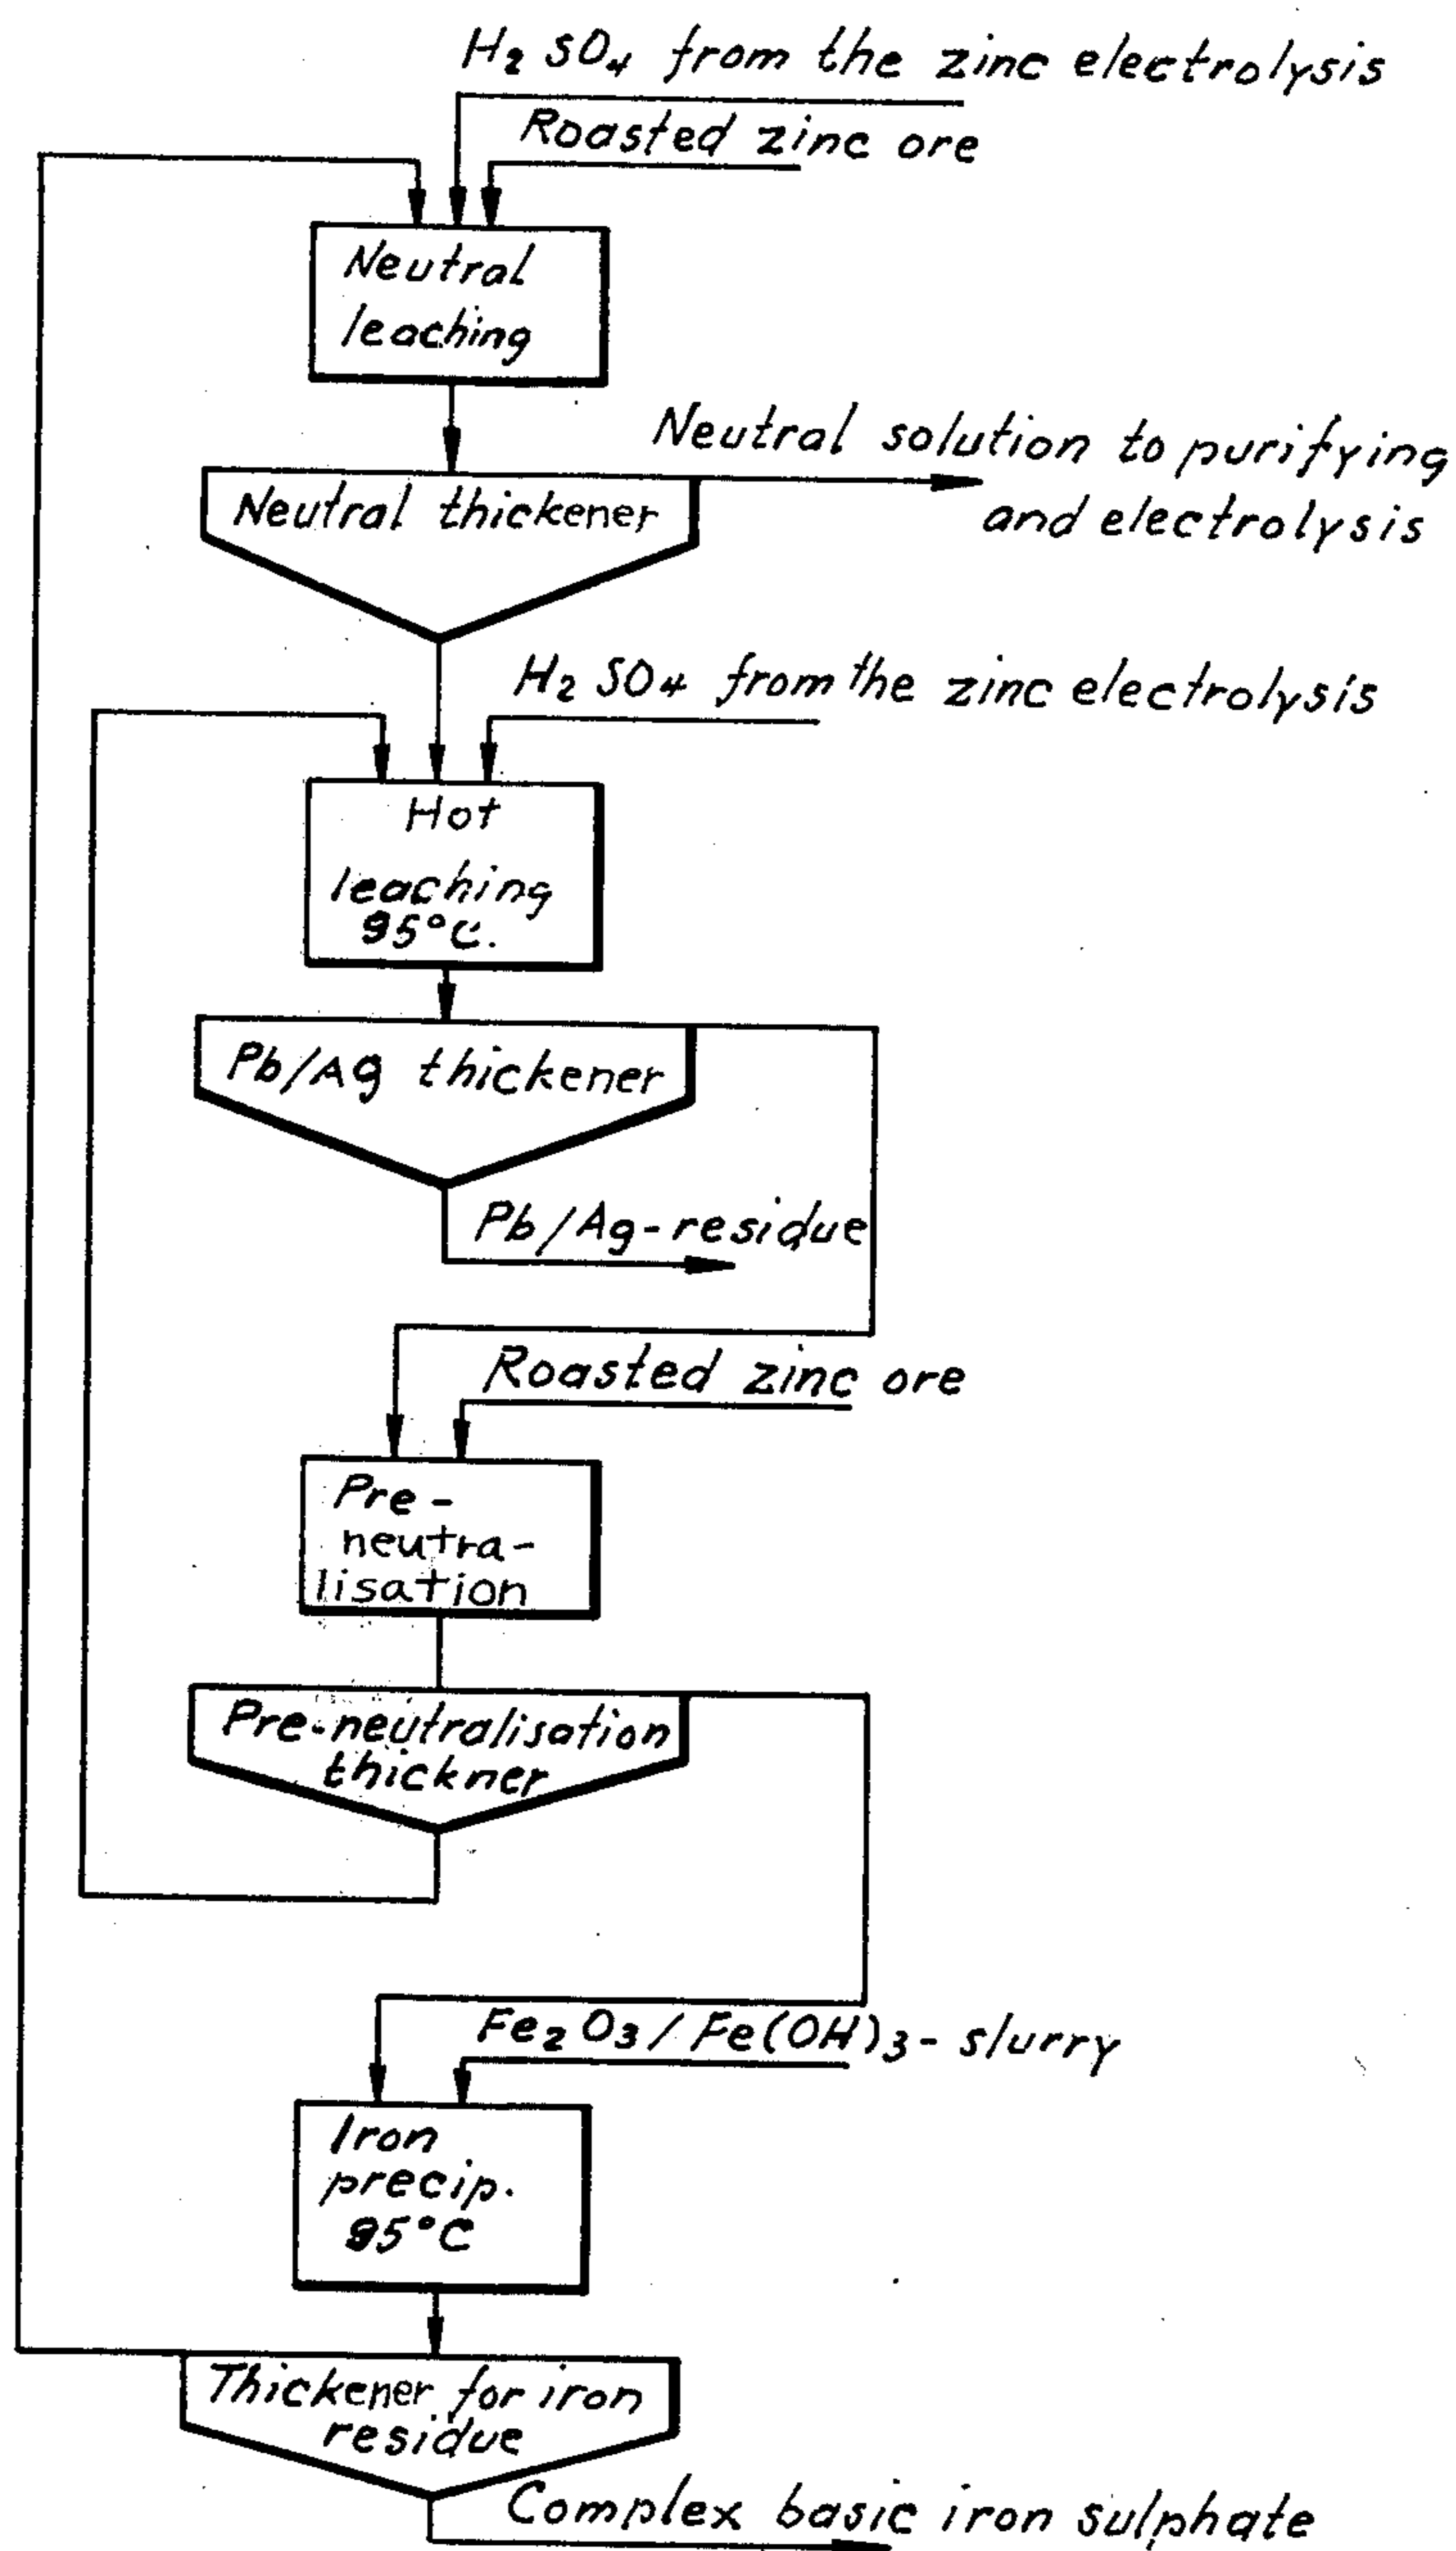 H₂ SO₄ from the zinc electrolysis
Roasted zinc ore
Neutral
leaching
Neutral solution to purifying
and electrolysis
Neutral thickener
H₂ SO₄ from the zinc electrolysis
Hot
leaching
95°C.
Pb/Ag thickener
Pb/Ag-residue
Roasted zinc ore
Pre-
neutra-
lisation
Pre-neutralisation
thickner
Fe₂O₃/Fe(OH)₃-slurry
Iron
precip.
95°C
Thickener for iron
residue
Complex basic iron sulphate